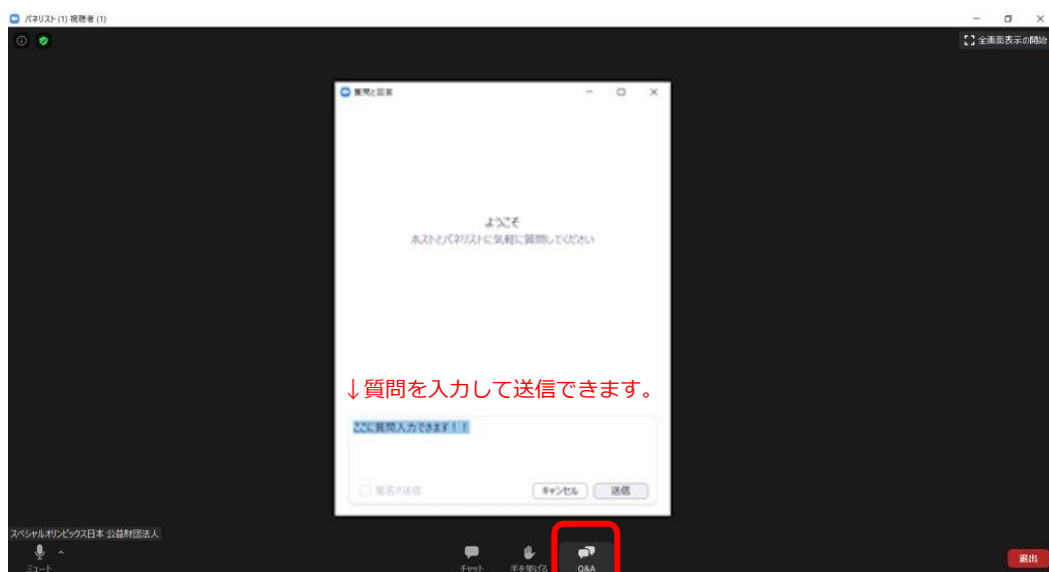 パネリスト (1) 視聴者 (1)
全画面表示の開始
質問と回答
ようこそ
ホストとパネリストに気軽に質問してください
↓質問を入力して送信できます。
ここに質問入力できます！！
匿名で送信
キャンセル 送信
スペシャルオリンピックス日本 公益財団法人
ミュート チャット 手を挙げる Q&A 退出